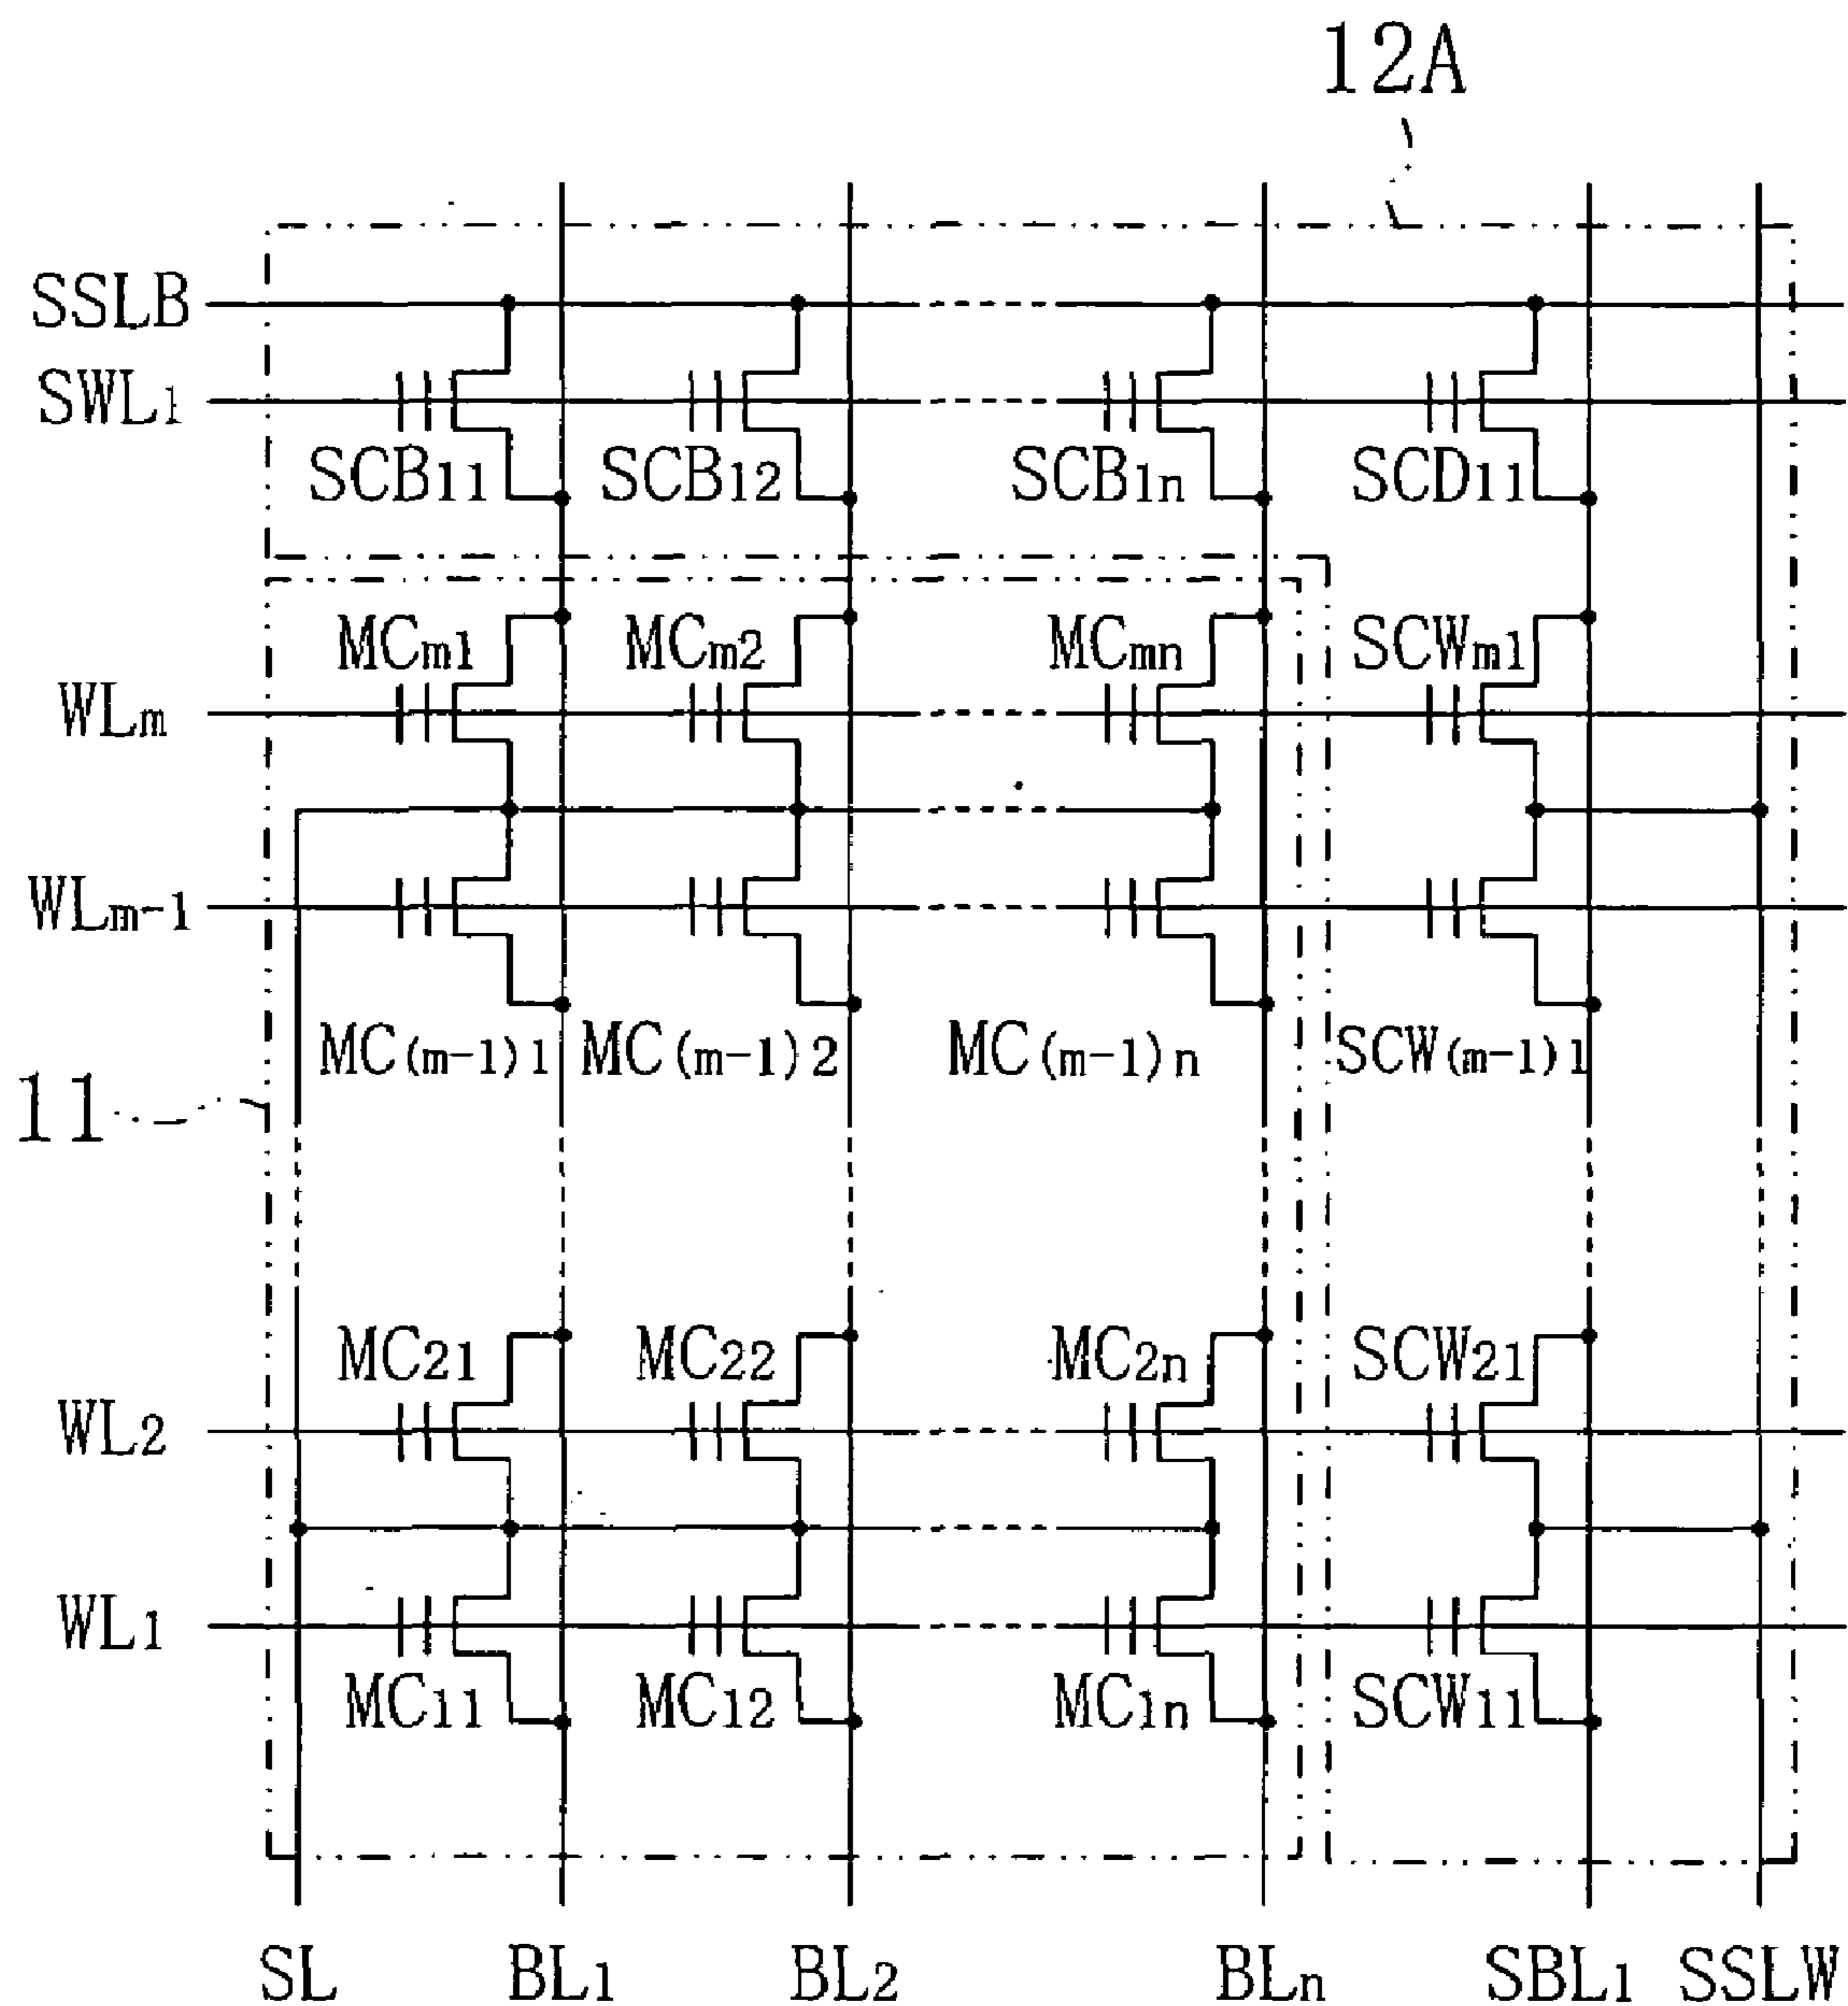 12A
SSLB
SWL1
SCB11 SCB12 SCB1n SCD11
MCm1 MCm2 MCmn SCWm1
WLm
WLm-1
MC(m-1)1 MC(m-1)2 MC(m-1)n SCW(m-1)1
11
MC21 MC22 MC2n SCW21
WL2
WL1
MC11 MC12 MC1n SCW11
SL BL1 BL2 BLn SBL1 SSLW